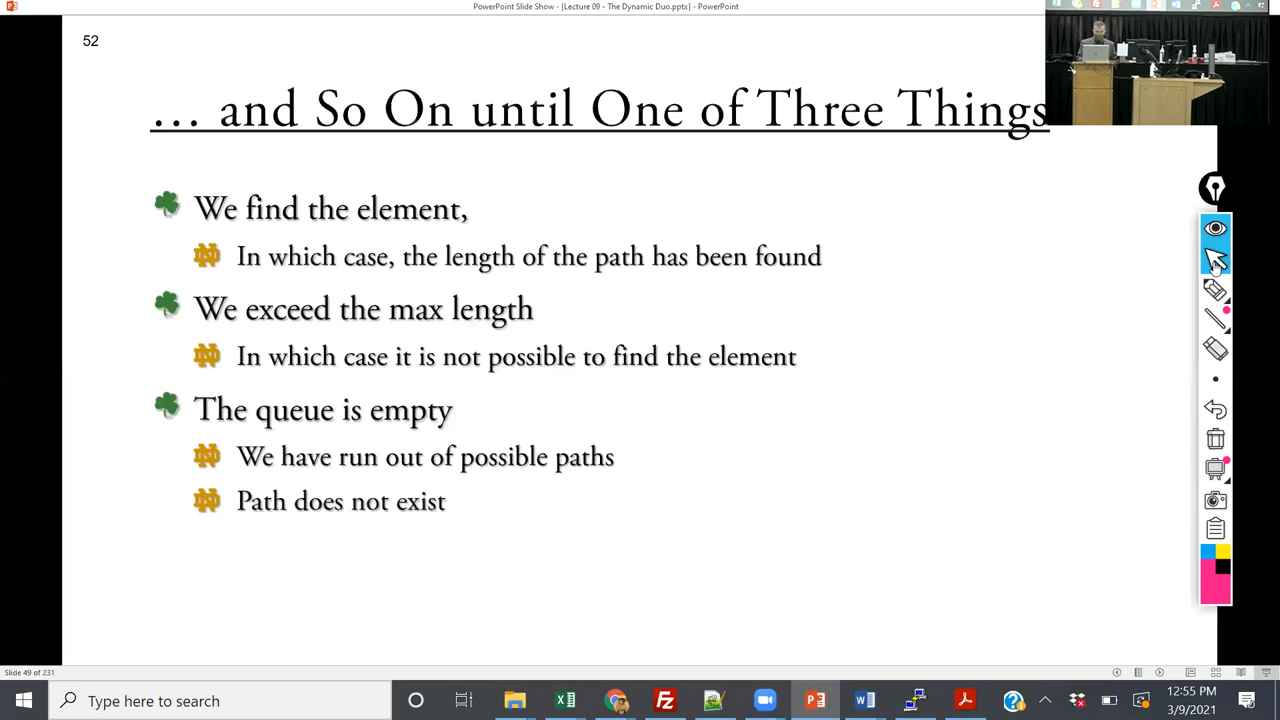 PowerPoint Slide Show - [Lecture 09 - The Dynamic Duo.pptx] - PowerPoint
52
... and So On until One of Three Things
We find the element,
In which case, the length of the path has been found
We exceed the max length
In which case it is not possible to find the element
The queue is empty
We have run out of possible paths
Path does not exist
Slide 49 of 231
Type here to search
12:55 PM
3/9/2021